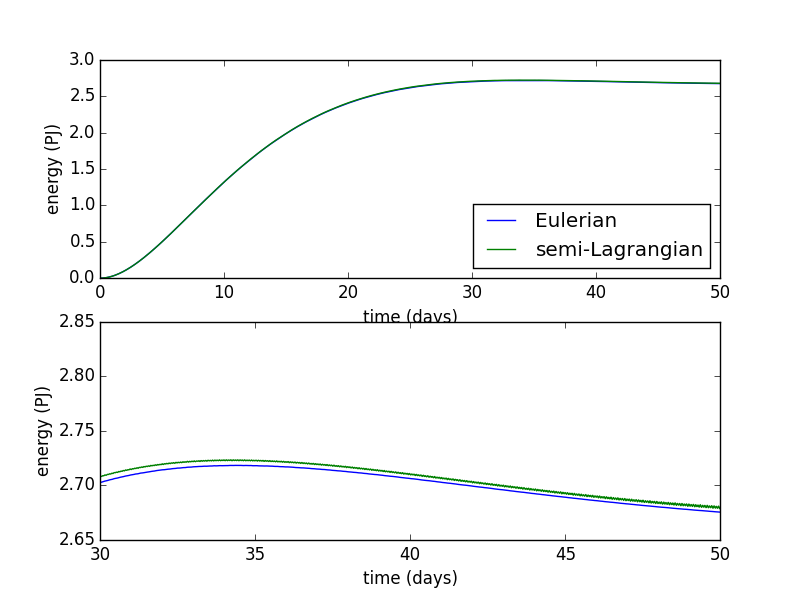 3.0
2.5
2.0
1.5
1.0
0.5
0.0
energy (PJ)
Eulerian
semi-Lagrangian
0 10 20 30 40 50
time (days)
2.85
2.80
2.75
2.70
2.65
energy (PJ)
30 35 40 45 50
time (days)